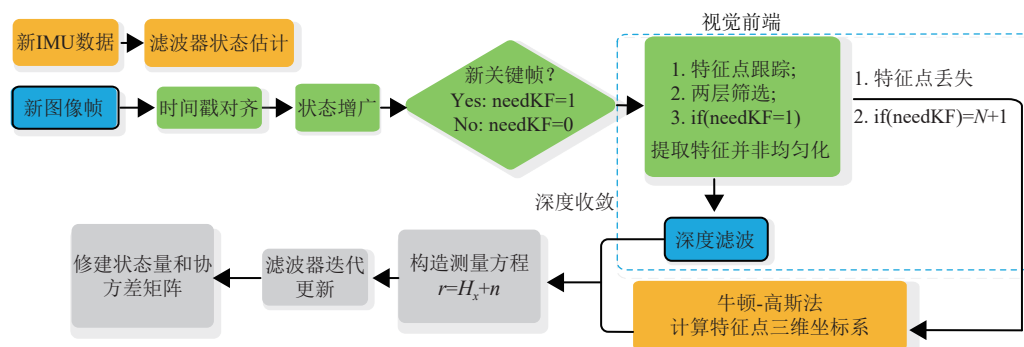 视觉前端
新IMU数据
滤波器状态估计
新图像帧
时间戳对齐
状态增广
新关键帧？
Yes: needKF=1
No: needKF=0
1. 特征点跟踪;
2. 两层筛选;
3. if(needKF=1)
提取特征并非均匀化
1. 特征点丢失
2. if(needKF)=N+1
深度收敛
深度滤波
修建状态量和协
方差矩阵
滤波器迭代
更新
构造测量方程
r=Hₓ+n
牛顿-高斯法
计算特征点三维坐标系